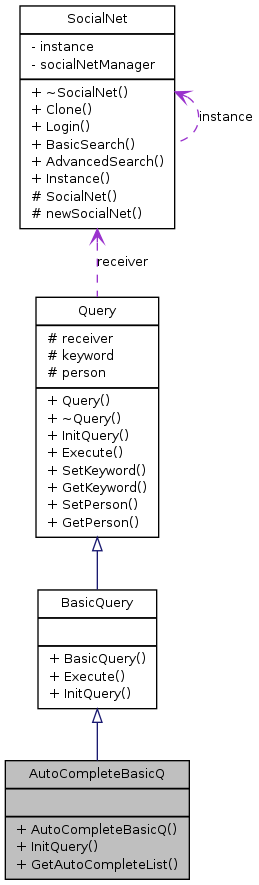 SocialNet
- instance
- socialNetManager
+ ~SocialNet()
+ Clone()
+ Login()
+ BasicSearch()
+ AdvancedSearch()
+ Instance()
# SocialNet()
# newSocialNet()
instance
receiver
Query
# receiver
# keyword
# person
+ Query()
+ ~Query()
+ InitQuery()
+ Execute()
+ SetKeyword()
+ GetKeyword()
+ SetPerson()
+ GetPerson()
BasicQuery
+ BasicQuery()
+ Execute()
+ InitQuery()
AutoCompleteBasicQ
+ AutoCompleteBasicQ()
+ InitQuery()
+ GetAutoCompleteList()